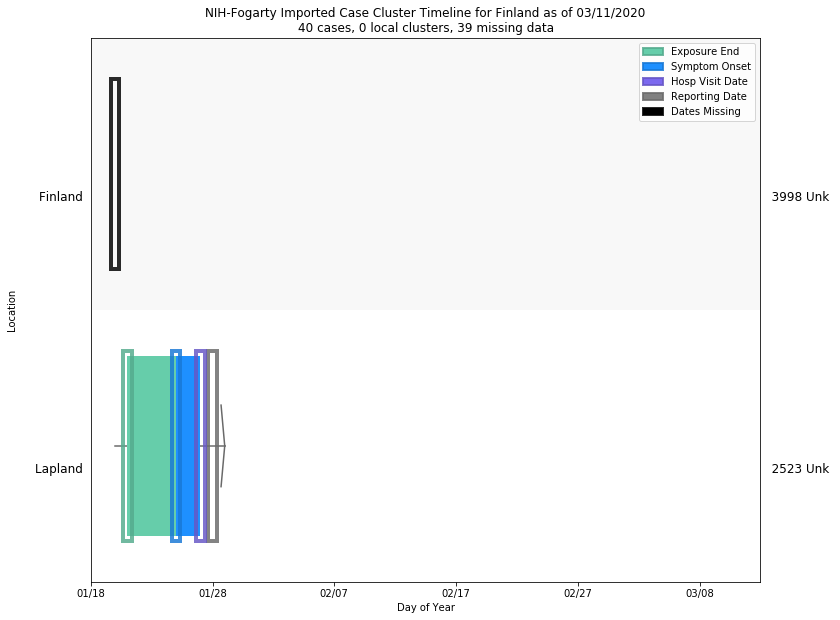 NIH-Fogarty Imported Case Cluster Timeline for Finland as of 03/11/2020
40 cases, 0 local clusters, 39 missing data
Exposure End
Symptom Onset
Hosp Visit Date
Reporting Date
Dates Missing
Finland
3998 Unk
Location
Lapland
2523 Unk
01/18 01/28 02/07 02/17 02/27 03/08
Day of Year